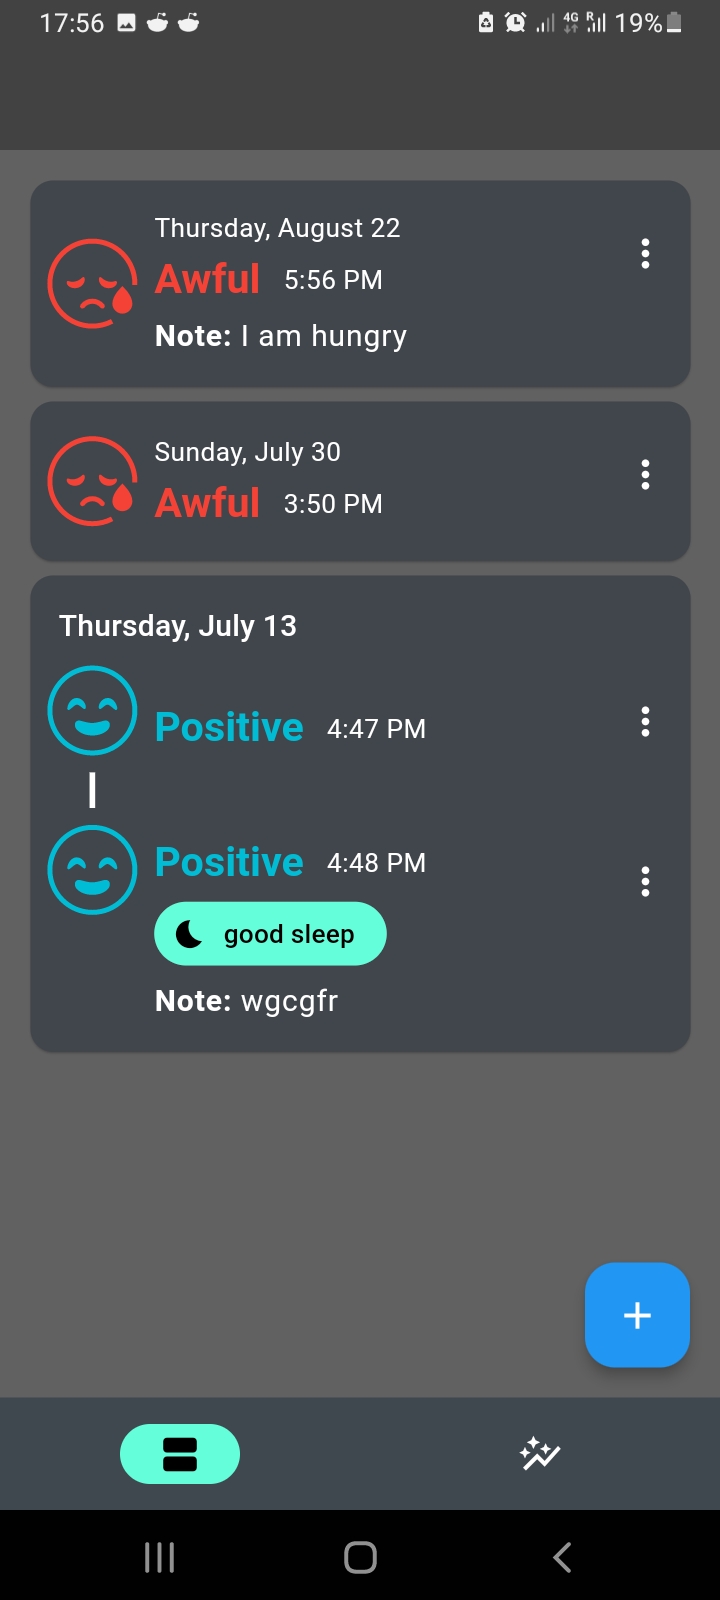 17:56 4G R 19%
Thursday, August 22
Awful 5:56 PM
Note: I am hungry
Sunday, July 30
Awful 3:50 PM
Thursday, July 13
Positive 4:47 PM
Positive 4:48 PM
good sleep
Note: wgcgfr